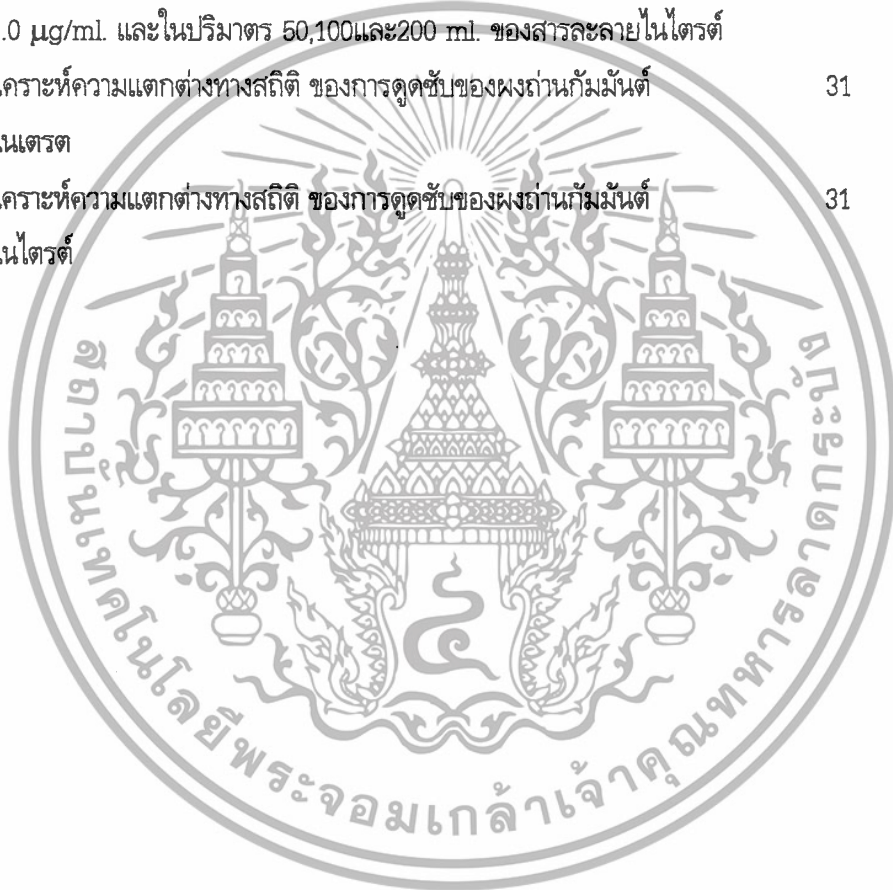 .0 µg/ml. และในปริมาตร 50,100และ200 ml. ของสารละลายไนไตรต์
เคราะห์ความแตกต่างทางสถิติ ของการดูดซับของผงถ่านกัมมันต์ 31
นเตรต
เคราะห์ความแตกต่างทางสถิติ ของการดูดซับของผงถ่านกัมมันต์ 31
นไตรต์
สถาบันเทคโนโลยีพระจอมเกล้าเจ้าคุณทหารลาดกระบัง